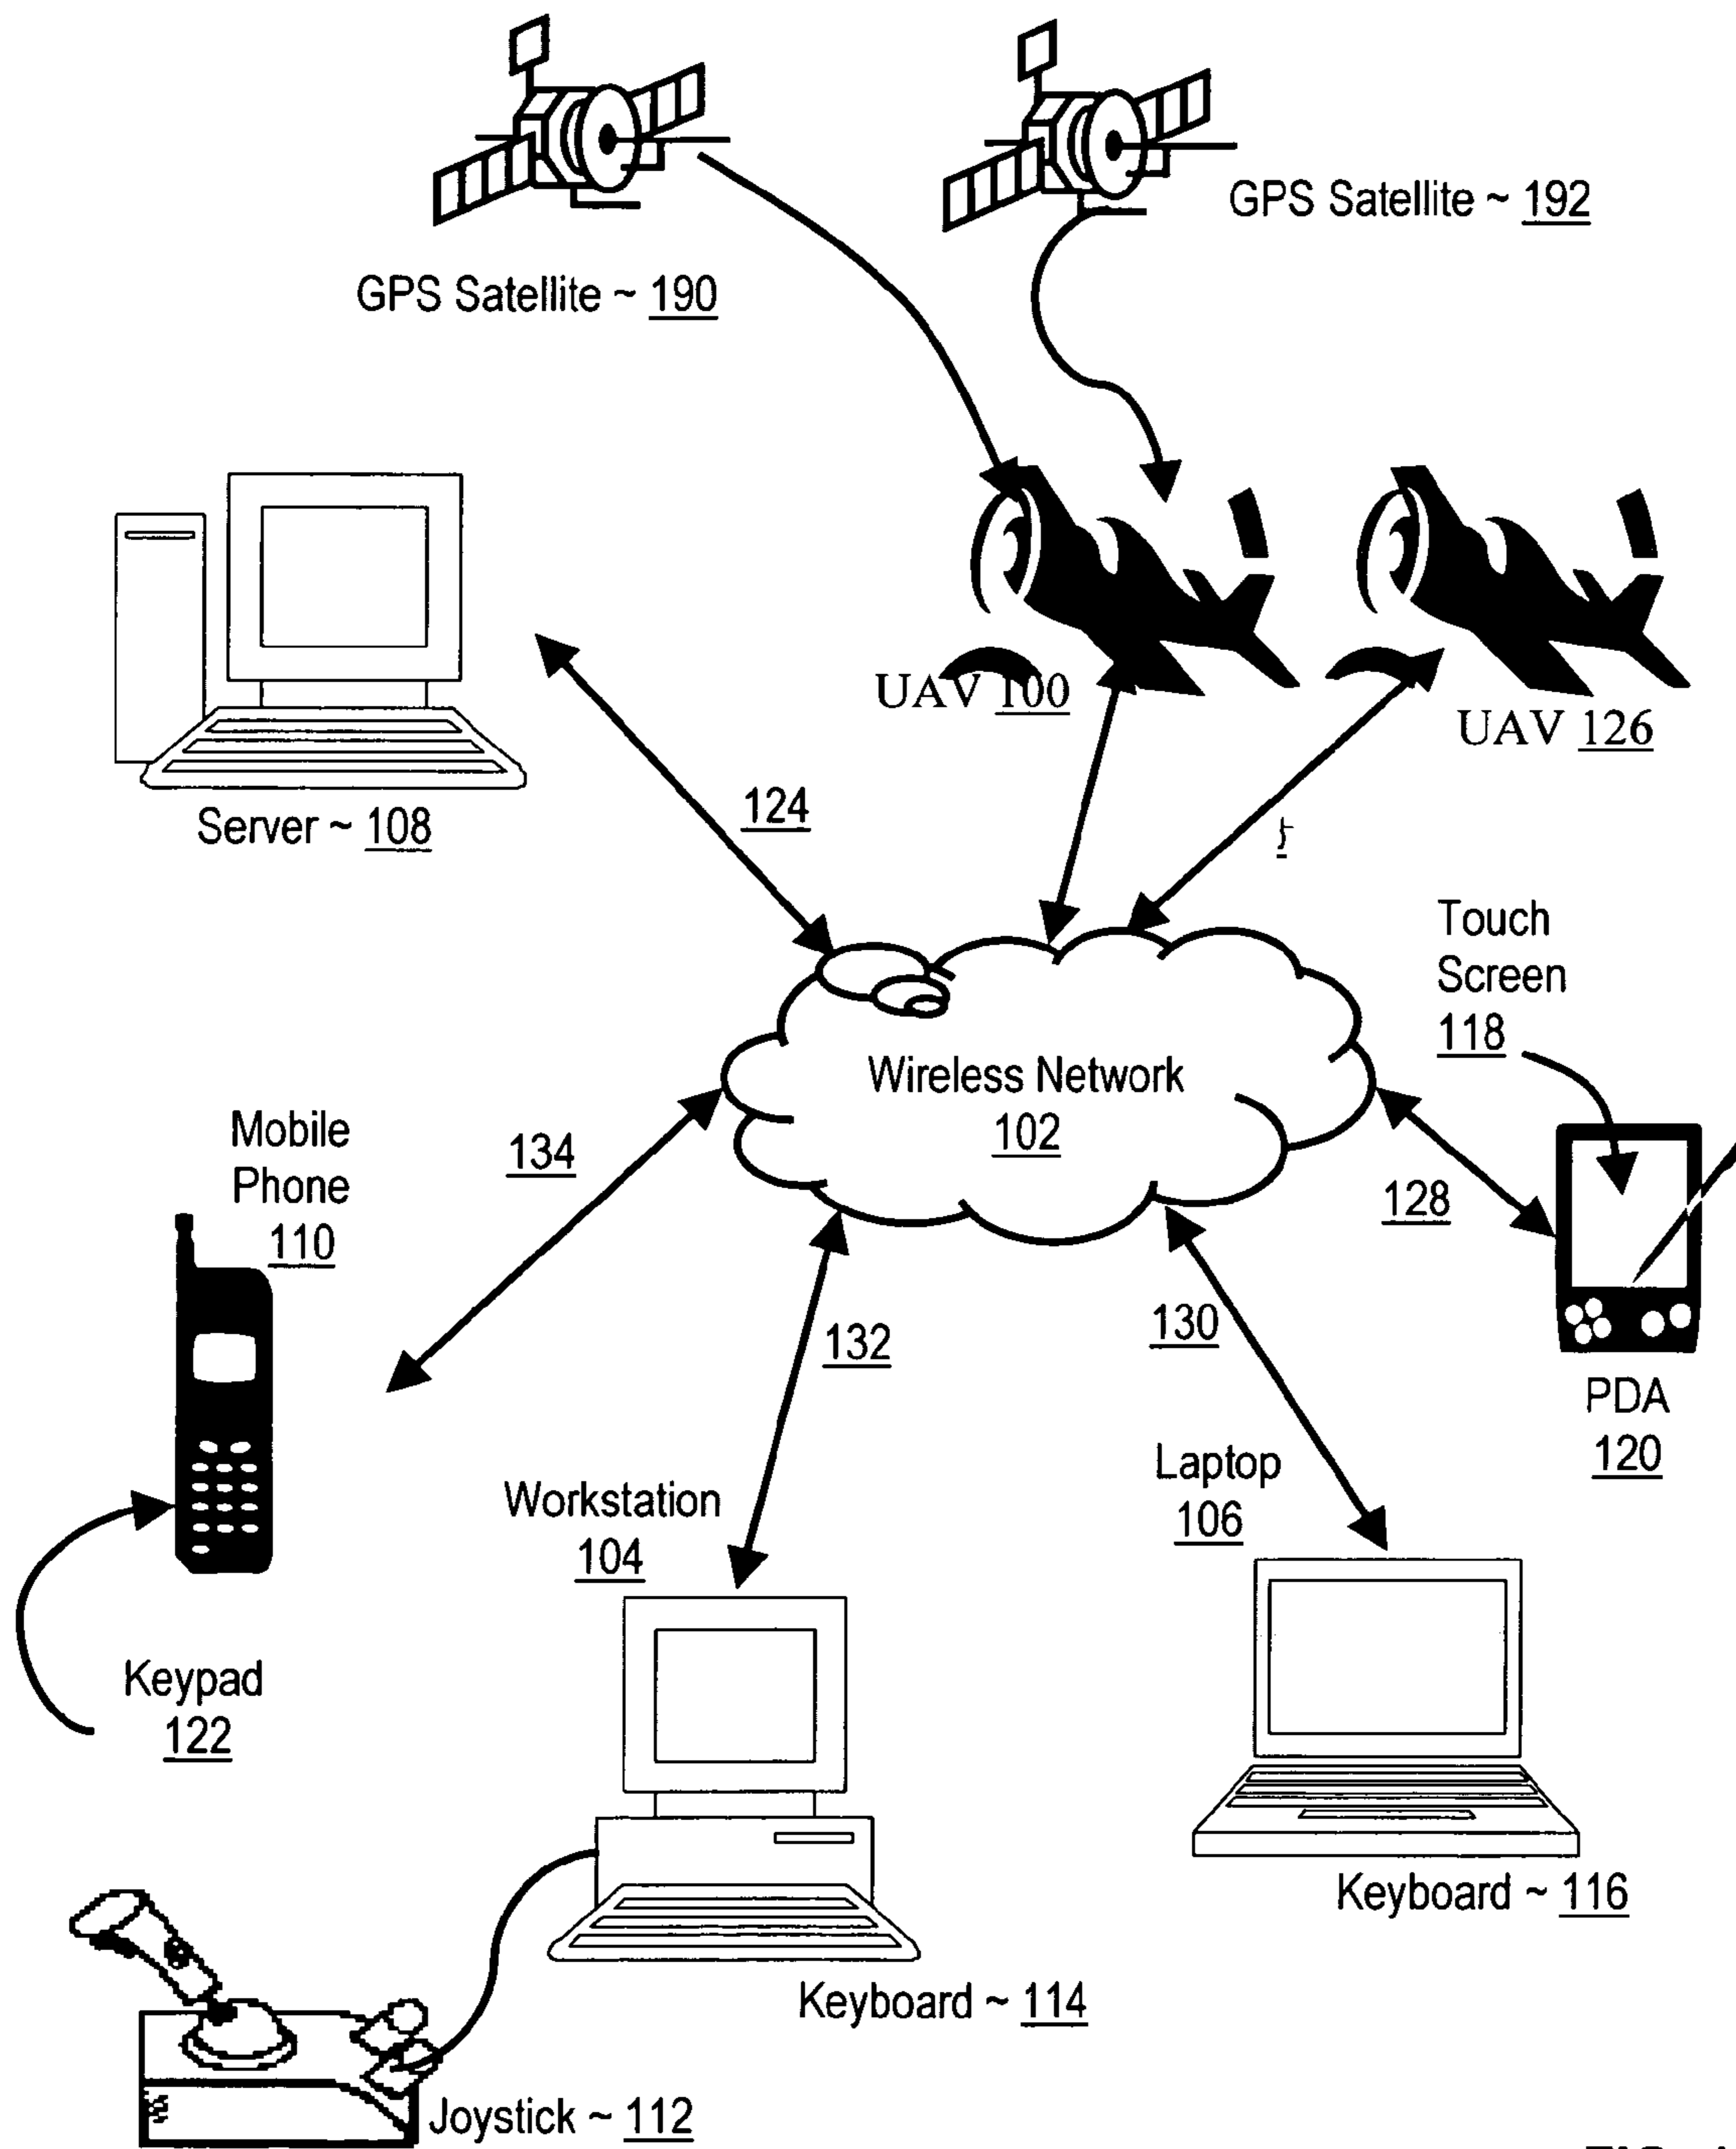 GPS Satellite ~ 192
GPS Satellite ~ 190
UAV 100
UAV 126
Server ~ 108
124
Touch
Screen
118
Wireless Network
102
Mobile
Phone
110
134
128
132
130
PDA
120
Laptop
106
Workstation
104
Keypad
122
Keyboard ~ 116
Keyboard ~ 114
Joystick ~ 112